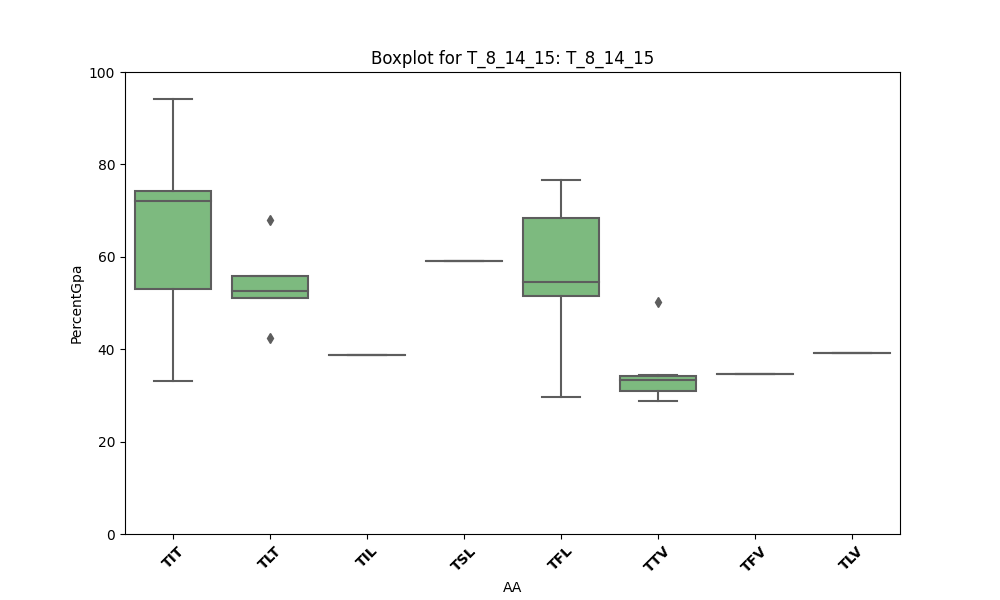 Boxplot for T_8_14_15: T_8_14_15
100
80
60
40
20
0
PercentGpa
TIT
TLT
TIL
TSL
TFL
TTV
TFV
TLV
AA